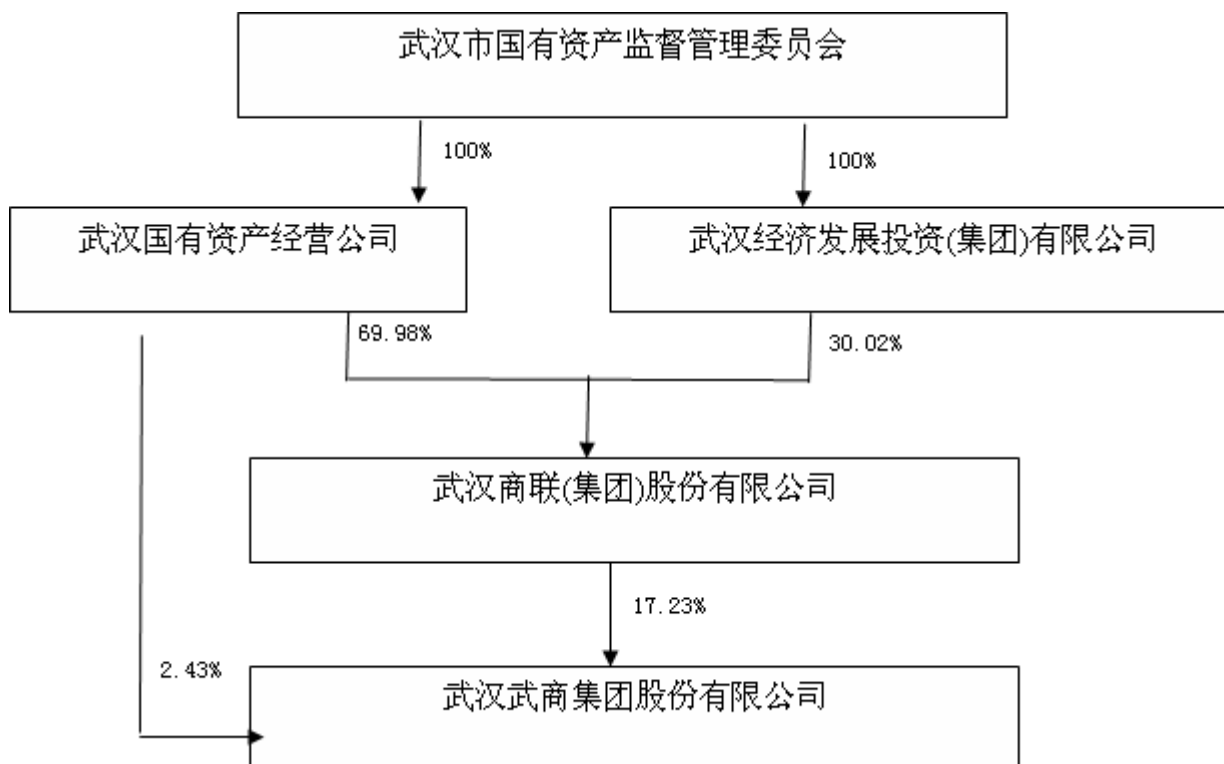 武汉市国有资产监督管理委员会
100%
100%
武汉国有资产经营公司
武汉经济发展投资(集团)有限公司
69.98%
30.02%
武汉商联(集团)股份有限公司
17.23%
2.43%
武汉武商集团股份有限公司